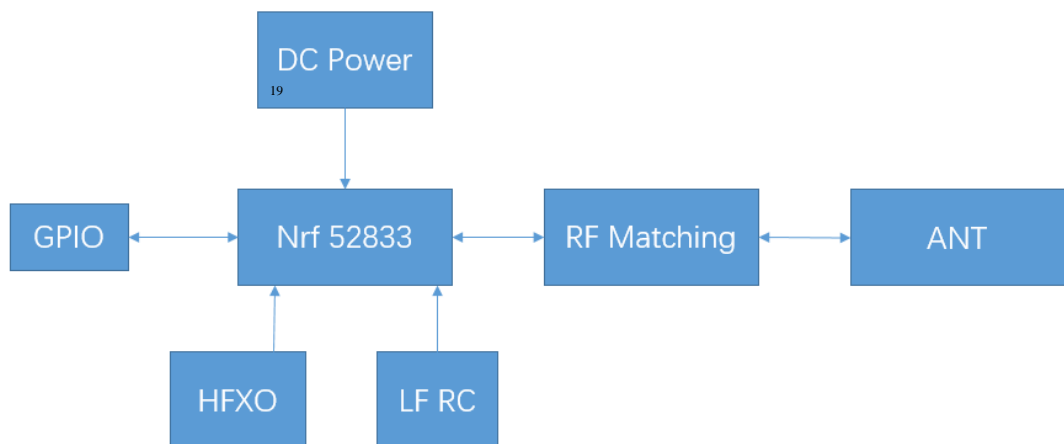 DC Power
19
GPIO
Nrf 52833
RF Matching
ANT
HFXO
LF RC